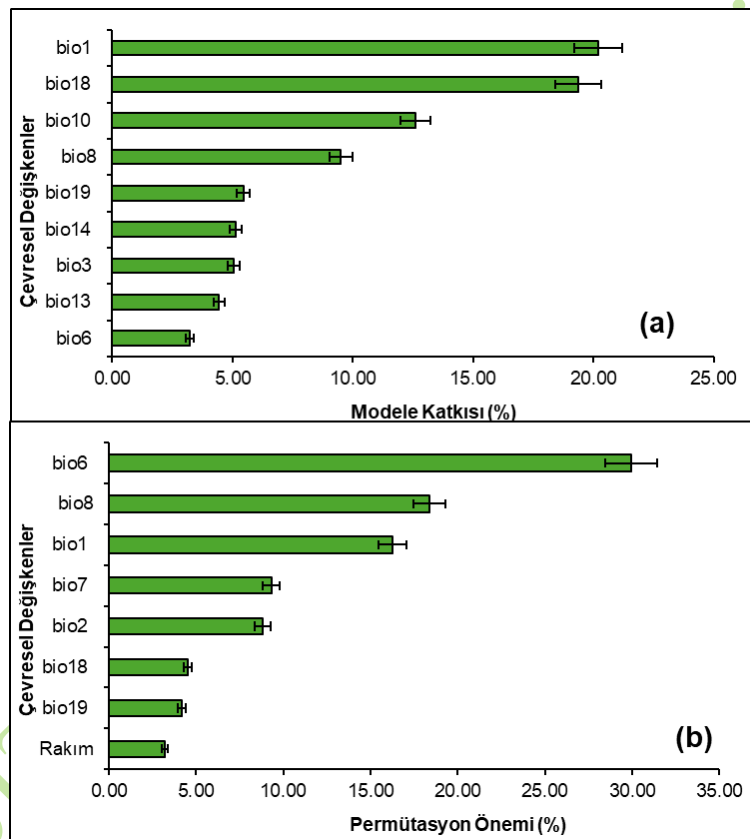 Çevresel Değişkenler
bio1
bio18
bio10
bio8
bio19
bio14
bio3
bio13
bio6
(a)
0.00 5.00 10.00 15.00 20.00 25.00
Modele Katkısı (%)
Çevresel Değişkenler
bio6
bio8
bio1
bio7
bio2
bio18
bio19
Rakım
(b)
0.00 5.00 10.00 15.00 20.00 25.00 30.00 35.00
Permütasyon Önemi (%)